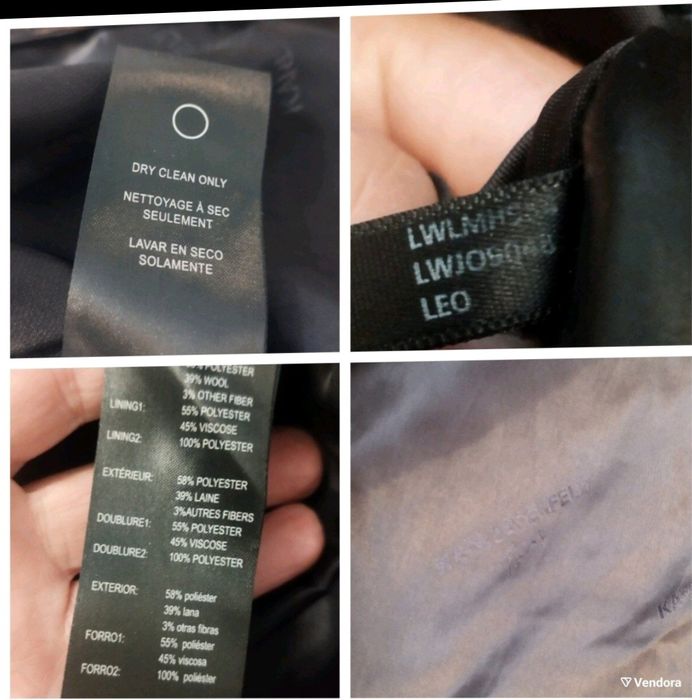 DRY CLEAN ONLY
NETTOYAGE À SEC
SEULEMENT
LAVAR EN SECO
SOLAMENTE
LEO
POLYESTER
39% WOOL
3% OTHER FIBER
LINING1: 55% POLYESTER
45% VISCOSE
LINING2: 100% POLYESTER
EXTÉRIEUR: 58% POLYESTER
39% LAINE
3%AUTRES FIBERS
DOUBLURE1: 55% POLYESTER
45% VISCOSE
DOUBLURE2: 100% POLYESTER
EXTERIOR: 58% poliéster
39% lana
3% otras fibras
FORRO1: 55% poliéster
45% viscosa
FORRO2: 100% poliéster
Vendora